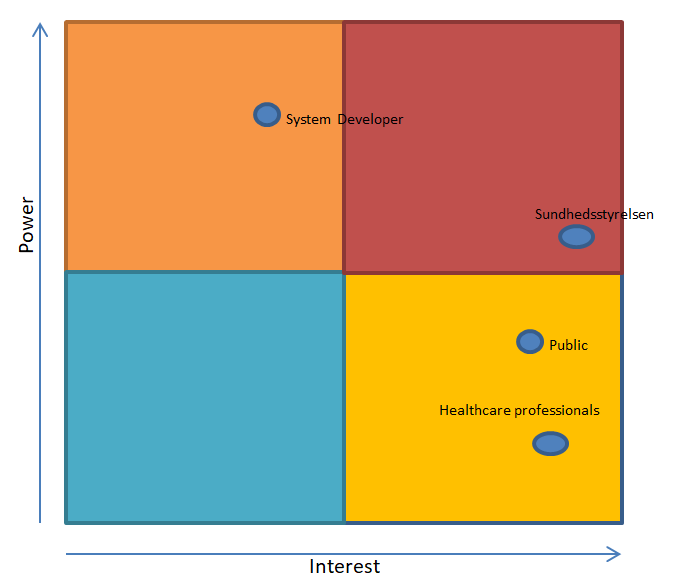 System Developer
Sundhedsstyrelsen
Power
Public
Healthcare professionals
Interest